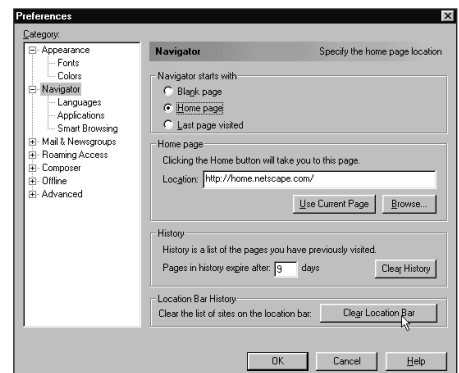 Preferences
Category:
Appearance
Fonts
Colors
Navigator
Languages
Applications
Smart Browsing
Mail & Newsgroups
Roaming Access
Composer
Offline
Advanced
Navigator Specify the home page location
Navigator starts with
Blank page
Home page
Last page visited
Home page
Clicking the Home button will take you to this page.
Location: http://home.netscape.com/
Use Current Page Browse...
History
History is a list of the pages you have previously visited.
Pages in history expire after: 9 days Clear History
Location Bar History
Clear the list of sites on the location bar: Clear Location Bar
OK Cancel Help